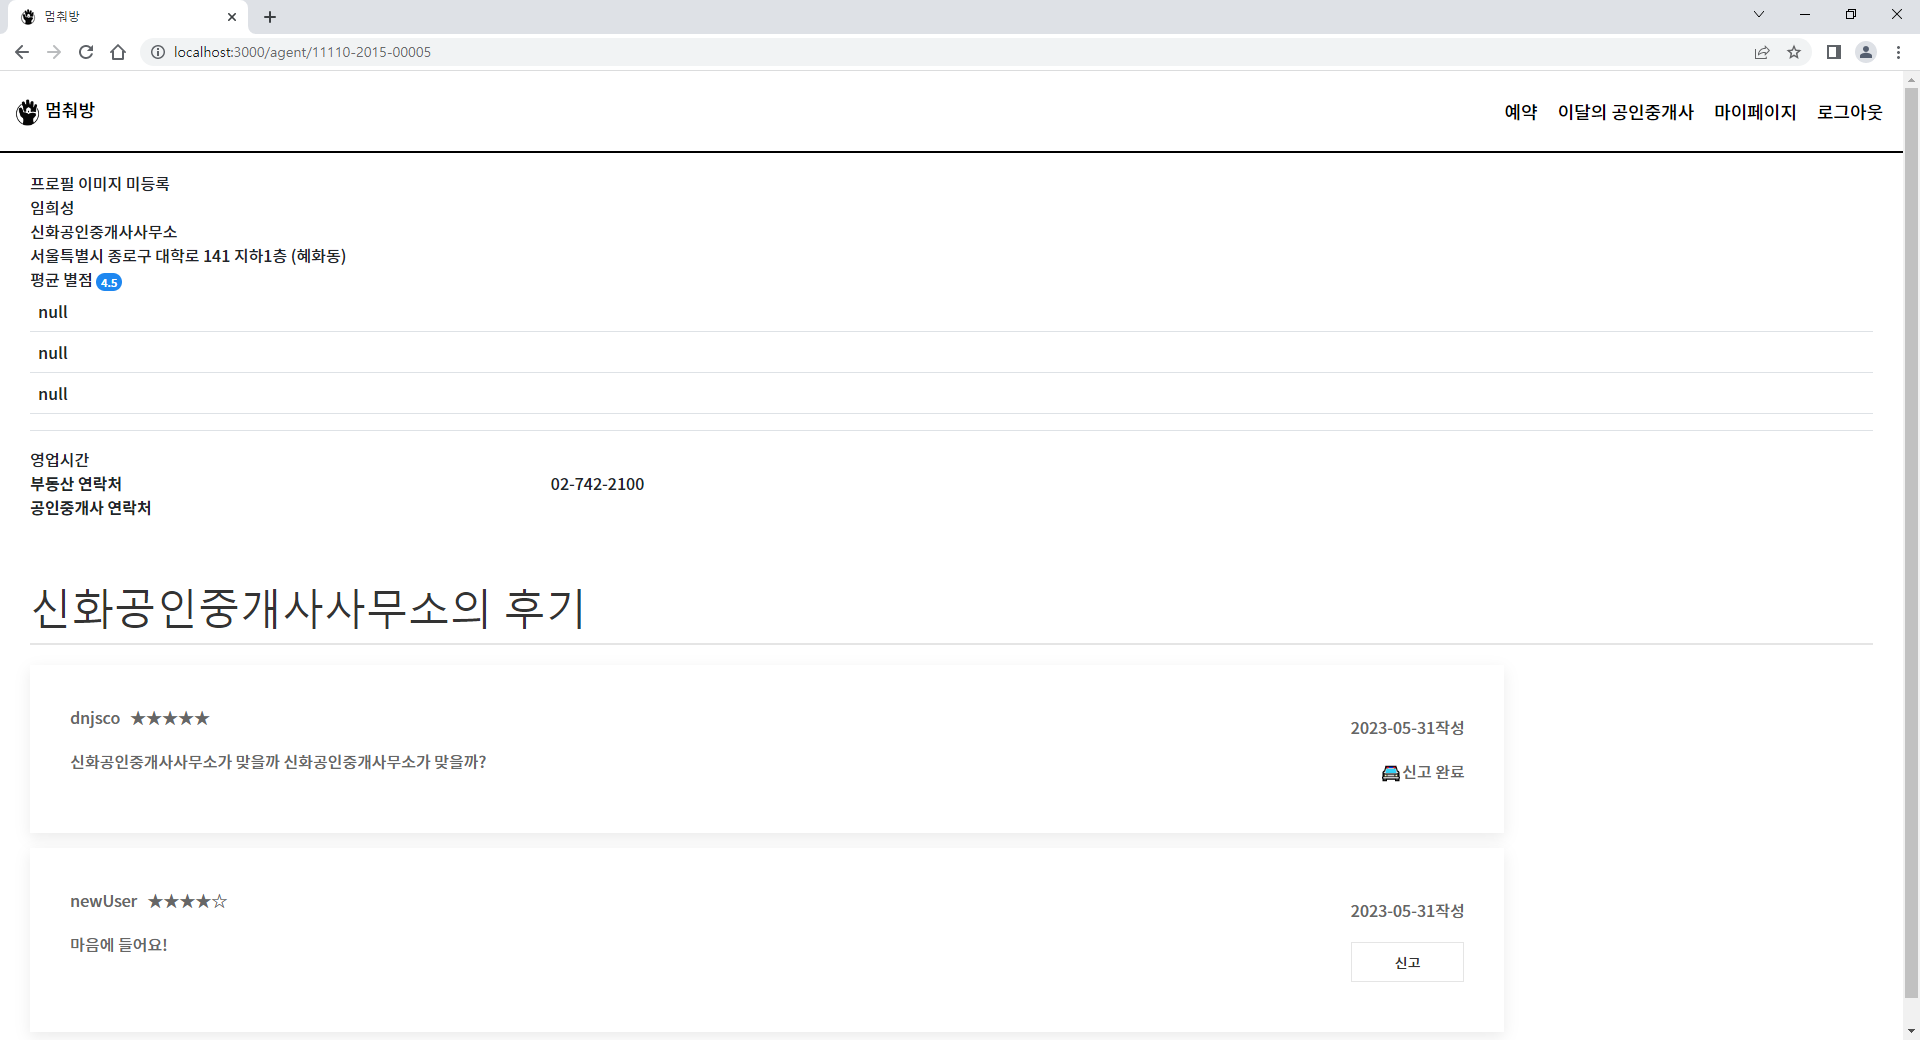 멈춰방
localhost:3000/agent/11110-2015-00005
멈춰방
예약 이달의 공인중개사 마이페이지 로그아웃
프로필 이미지 미등록
임희성
신화공인중개사사무소
서울특별시 종로구 대학로 141 지하1층 (혜화동)
평균 별점 4.5
null
null
null
영업시간
부동산 연락처 02-742-2100
공인중개사 연락처
신화공인중개사사무소의 후기
dnjsco ★★★★★
2023-05-31작성
신화공인중개사사무소가 맞을까 신화공인중개사무소가 맞을까?
신고 완료
newUser ★★★★☆
2023-05-31작성
마음에 들어요!
신고